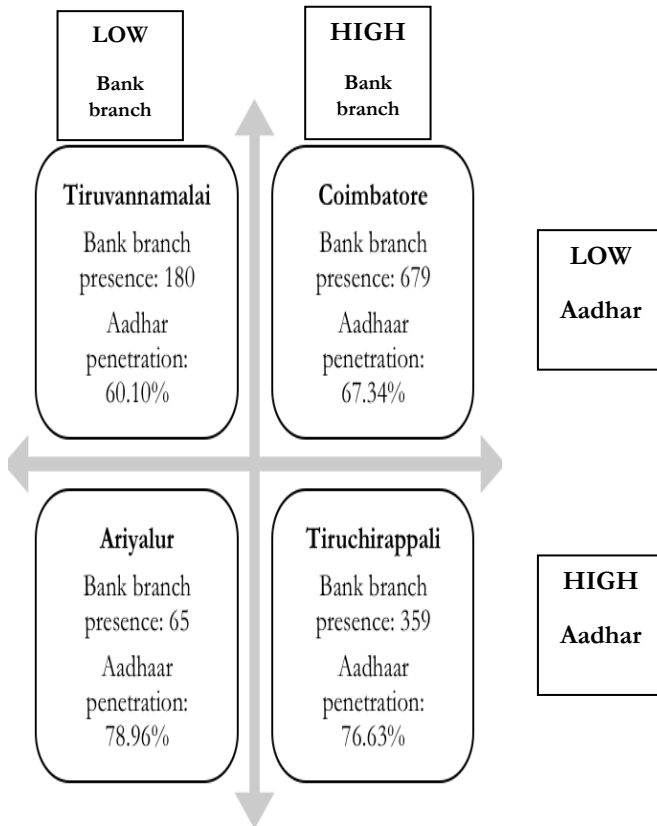 LOW
Bank
branch
HIGH
Bank
branch
Tiruvannamalai
Bank branch
presence: 180
Aadhar
penetration:
60.10%
Coimbatore
Bank branch
presence: 679
Aadhaar
penetration:
67.34%
LOW
Aadhar
Ariyalur
Bank branch
presence: 65
Aadhaar
penetration:
78.96%
Tiruchirappali
Bank branch
presence: 359
Aadhaar
penetration:
76.63%
HIGH
Aadhar